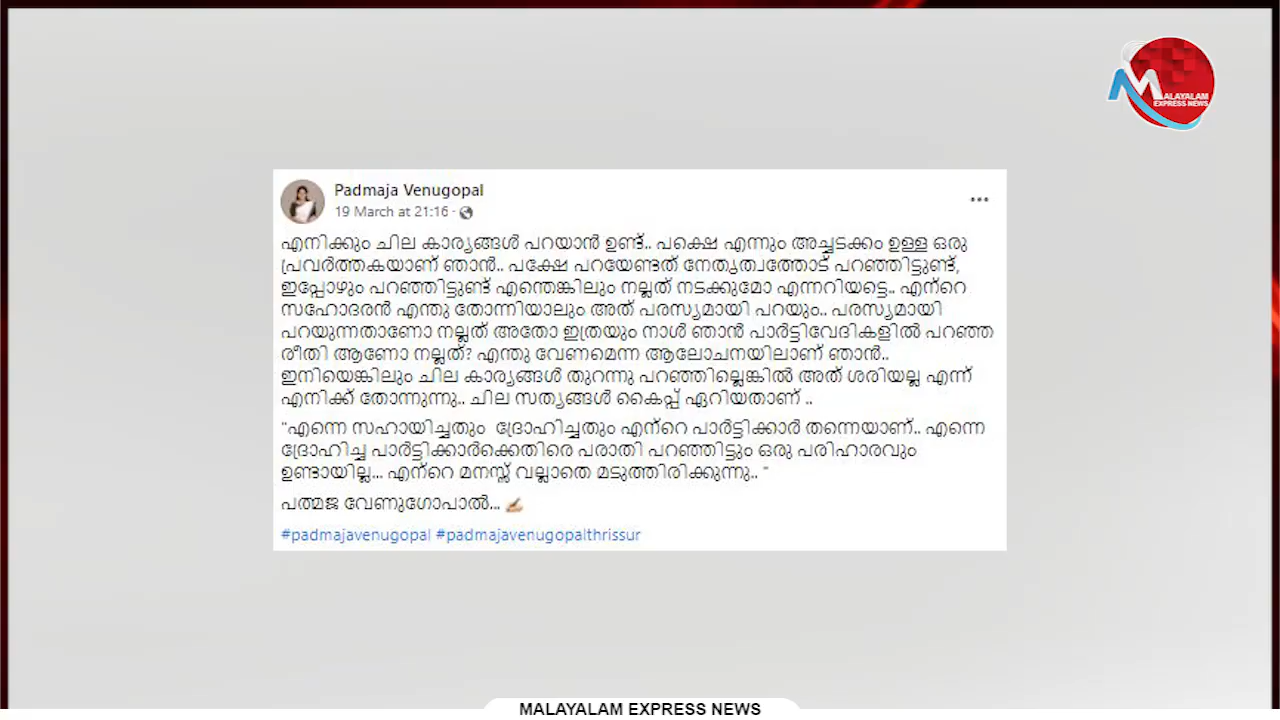 MALAYALAM
EXPRESS NEWS
Padmaja Venugopal
19 March at 21:16 ·
എനിക്കും ചില കാര്യങ്ങൾ പറയാൻ ഉണ്ട്.. പക്ഷെ എന്നും അച്ചടക്കം ഉള്ള ഒരു
പ്രവർത്തകയാണ് ഞാൻ.. പക്ഷേ പറയേണ്ടത് നേതൃത്വത്തോട് പറഞ്ഞിട്ടുണ്ട്,
ഇപ്പോഴും പറഞ്ഞിട്ടുണ്ട് എന്തെങ്കിലും നല്ലത് നടക്കുമോ എന്നറിയട്ടെ.. എന്റെ
സഹോദരൻ എന്തു തോന്നിയാലും അത് പരസ്യമായി പറയും.. പരസ്യമായി
പറയുന്നതാണോ നല്ലത് അതോ ഇത്രയും നാൾ ഞാൻ പാർട്ടിവേദികളിൽ പറഞ്ഞ
രീതി ആണോ നല്ലത്? എന്തു വേണമെന്ന ആലോചനയിലാണ് ഞാൻ..
ഇനിയെങ്കിലും ചില കാര്യങ്ങൾ തുറന്നു പറഞ്ഞില്ലെങ്കിൽ അത് ശരിയല്ല എന്ന്
എനിക്ക് തോന്നുന്നു.. ചില സത്യങ്ങൾ കൈപ്പ് ഏറിയതാണ് ..
"എന്നെ സഹായിച്ചതും ദ്രോഹിച്ചതും എന്റെ പാർട്ടിക്കാർ തന്നെയാണ്.. എന്നെ
ദ്രോഹിച്ച പാർട്ടിക്കാർക്കെതിരെ പരാതി പറഞ്ഞിട്ടും ഒരു പരിഹാരവും
ഉണ്ടായില്ല... എന്റെ മനസ്സ് വല്ലാതെ മടുത്തിരിക്കുന്നു.. "
പത്മജ വേണുഗോപാൽ... ✍🏼
#padmajavenugopal #padmajavenugopalthrissur
MALAYALAM EXPRESS NEWS